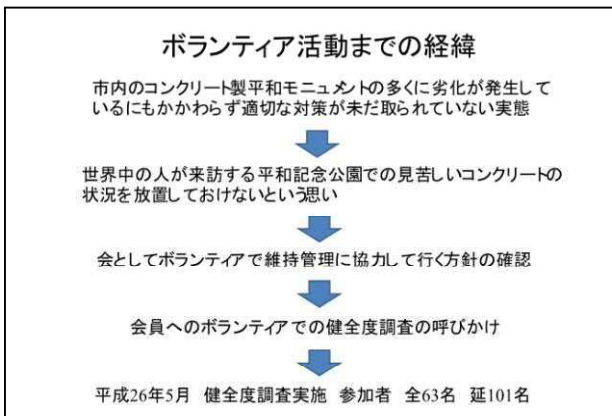 ボランティア活動までの経緯
市内のコンクリート製平和モニュメントの多くに劣化が発生して
いるにもかかわらず適切な対策が未だ取られていない実態
世界中の人が来訪する平和記念公園での見苦しいコンクリートの
状況を放置しておけないという思い
会としてボランティアで維持管理に協力して行く方針の確認
会員へのボランティアでの健全度調査の呼びかけ
平成26年5月 健全度調査実施 参加者 全63名 延101名